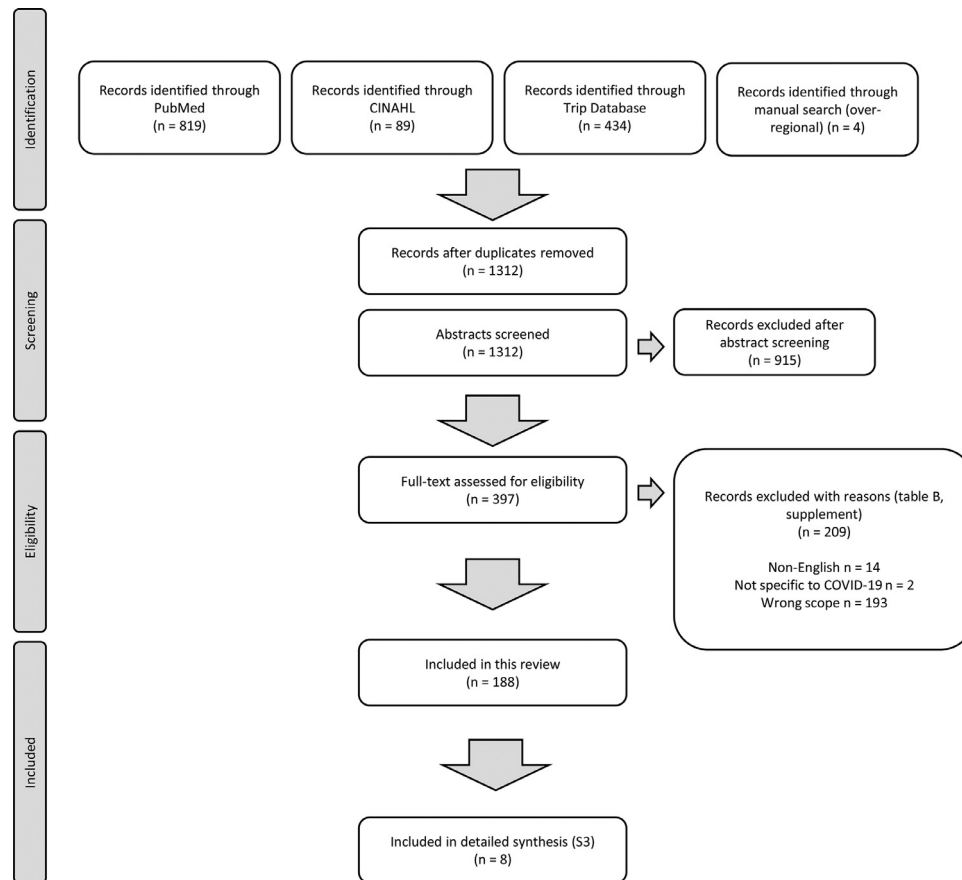 Identification
Records identified through
PubMed
(n = 819)
Records identified through
CINAHL
(n = 89)
Records identified through
Trip Database
(n = 434)
Records identified through
manual search (over-
regional) (n = 4)
Screening
Records after duplicates removed
(n = 1312)
Abstracts screened
(n = 1312)
Records excluded after
abstract screening
(n = 915)
Eligibility
Full-text assessed for eligibility
(n = 397)
Records excluded with reasons (table B,
supplement)
(n = 209)
Non-English n = 14
Not specific to COVID-19 n = 2
Wrong scope n = 193
Included
Included in this review
(n = 188)
Included in detailed synthesis (S3)
(n = 8)